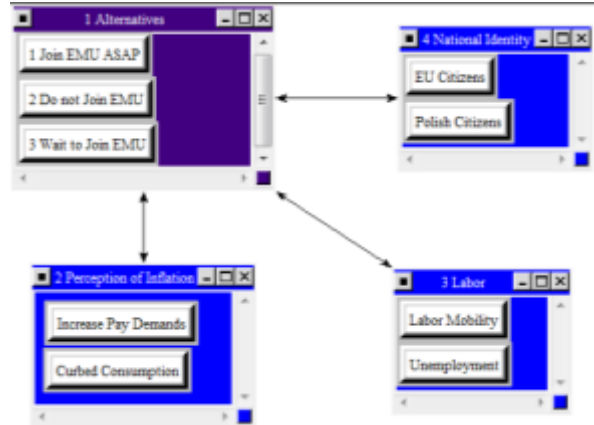 1 Alternatives
1 Join EMU ASAP
2 Do not Join EMU
3 Wait to Join EMU
4 National Identity
EU Citizens
Polish Citizens
2 Perception of Inflation
Increase Pay Demands
Curbed Consumption
3 Labor
Labor Mobility
Unemployment